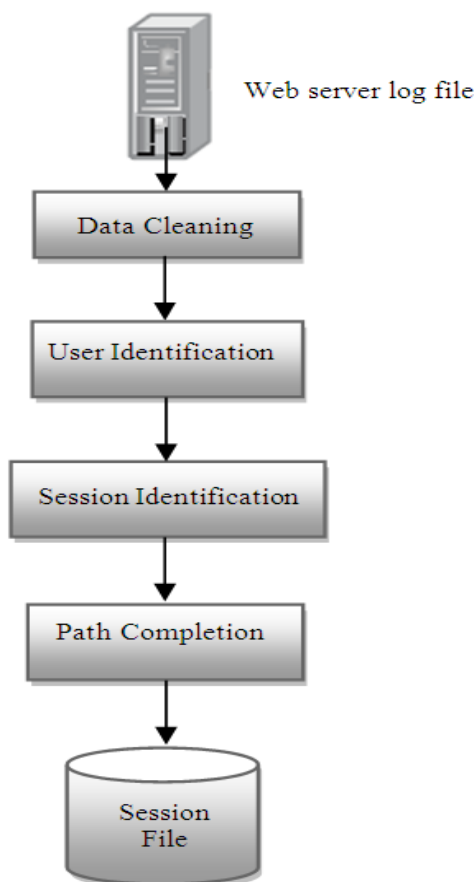 Web server log file
Data Cleaning
User Identification
Session Identification
Path Completion
Session
File